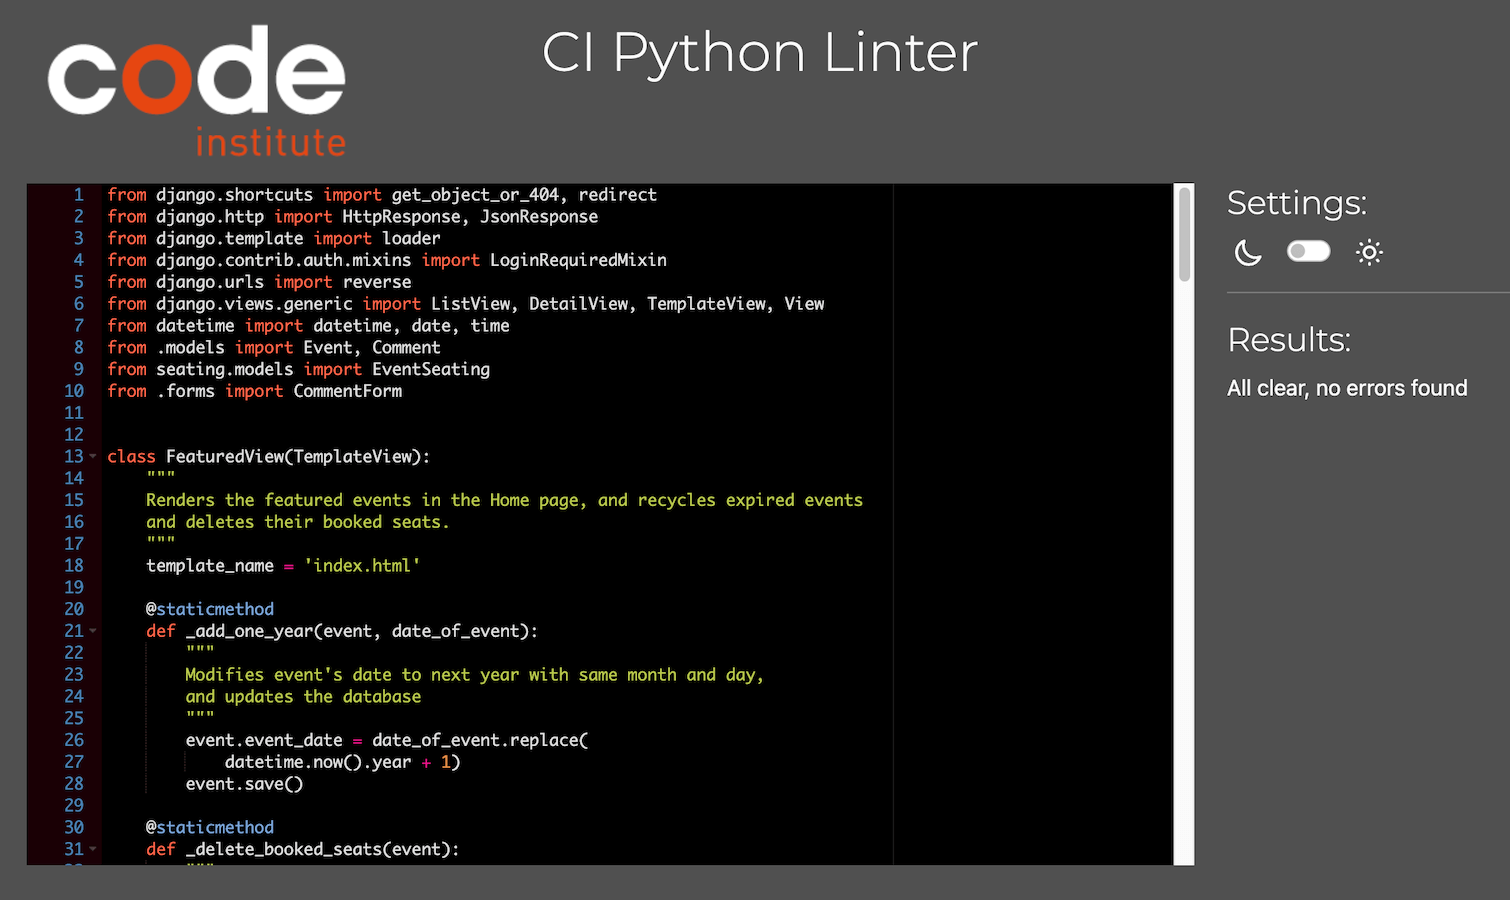 code
institute
CI Python Linter
1 from django.shortcuts import get_object_or_404, redirect
2 from django.http import HttpResponse, JsonResponse
3 from django.template import loader
4 from django.contrib.auth.mixins import LoginRequiredMixin
5 from django.urls import reverse
6 from django.views.generic import ListView, DetailView, TemplateView, View
7 from datetime import datetime, date, time
8 from .models import Event, Comment
9 from seating.models import EventSeating
10 from .forms import CommentForm
11
12
13 class FeaturedView(TemplateView):
14     """
15     Renders the featured events in the Home page, and recycles expired events
16     and deletes their booked seats.
17     """
18     template_name = 'index.html'
19
20     @staticmethod
21     def _add_one_year(event, date_of_event):
22         """
23         Modifies event's date to next year with same month and day,
24         and updates the database
25         """
26         event.event_date = date_of_event.replace(
27             datetime.now().year + 1)
28         event.save()
29
30     @staticmethod
31     def _delete_booked_seats(event):
Settings:
Results:
All clear, no errors found